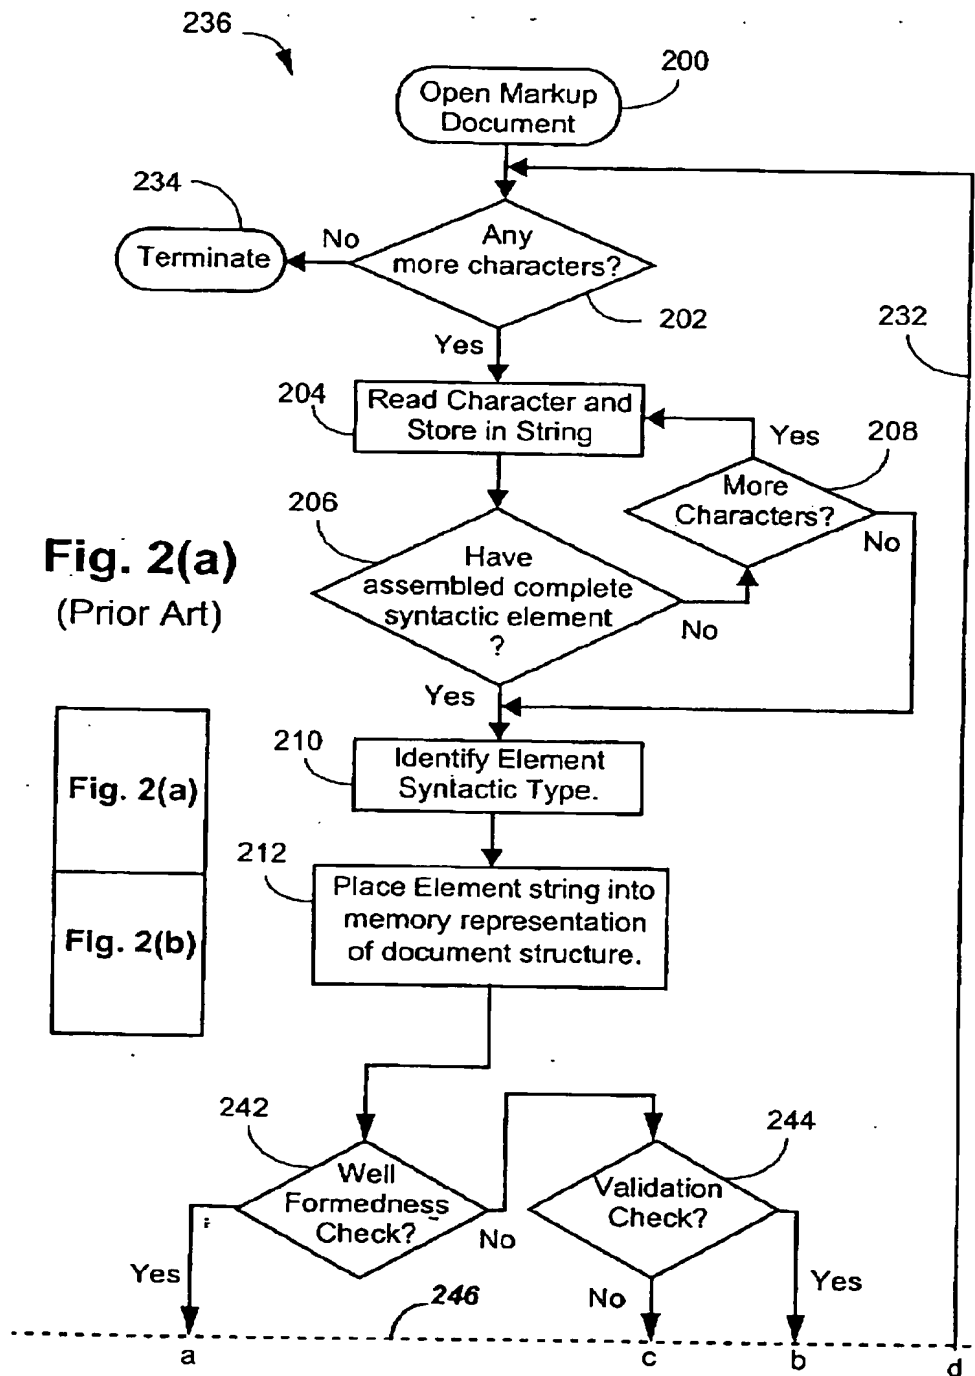 236
200
Open Markup
Document
234
Terminate
No
Any
more characters?
202
232
Yes
204
Read Character and
Store in String
Yes
208
More
Characters?
No
206
Have
assembled complete
syntactic element
?
No
Fig. 2(a)
(Prior Art)
Yes
210
Identify Element
Syntactic Type.
Fig. 2(a)
212
Place Element string into
memory representation
of document structure.
Fig. 2(b)
242
Well
Formedness
Check?
No
244
Validation
Check?
Yes
No
Yes
246
a
c
b
d